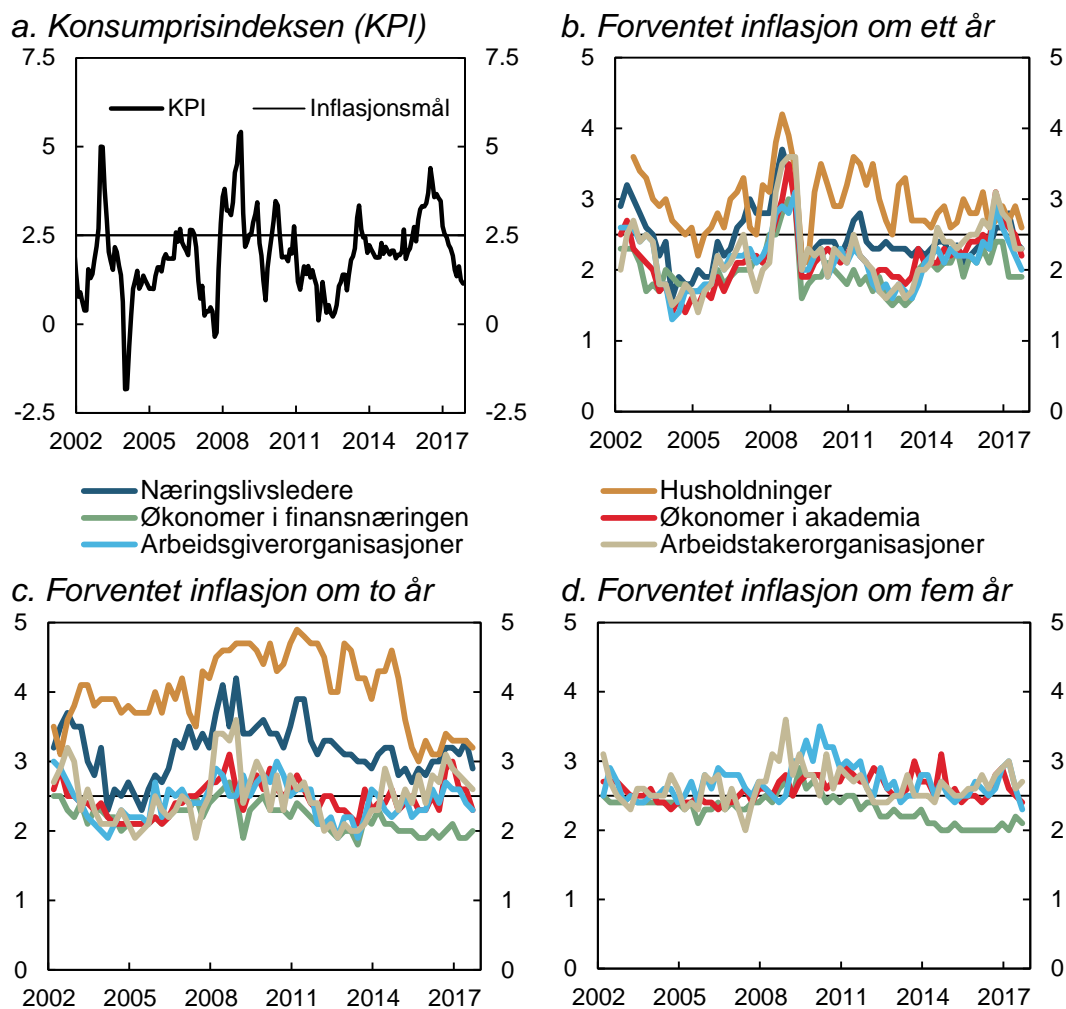 a. Konsumprisindeksen (KPI)
7.5 7.5
KPI Inflasjonsmål
5 5
2.5 2.5
0 0
-2.5 -2.5
2002 2005 2008 2011 2014 2017
b. Forventet inflasjon om ett år
5 5
4 4
3 3
2 2
1 1
0 0
2002 2005 2008 2011 2014 2017
Næringslivsledere
Økonomer i finansnæringen
Arbeidsgiverorganisasjoner
Husholdninger
Økonomer i akademia
Arbeidstakerorganisasjoner
c. Forventet inflasjon om to år
5 5
4 4
3 3
2 2
1 1
0 0
2002 2005 2008 2011 2014 2017
d. Forventet inflasjon om fem år
5 5
4 4
3 3
2 2
1 1
0 0
2002 2005 2008 2011 2014 2017